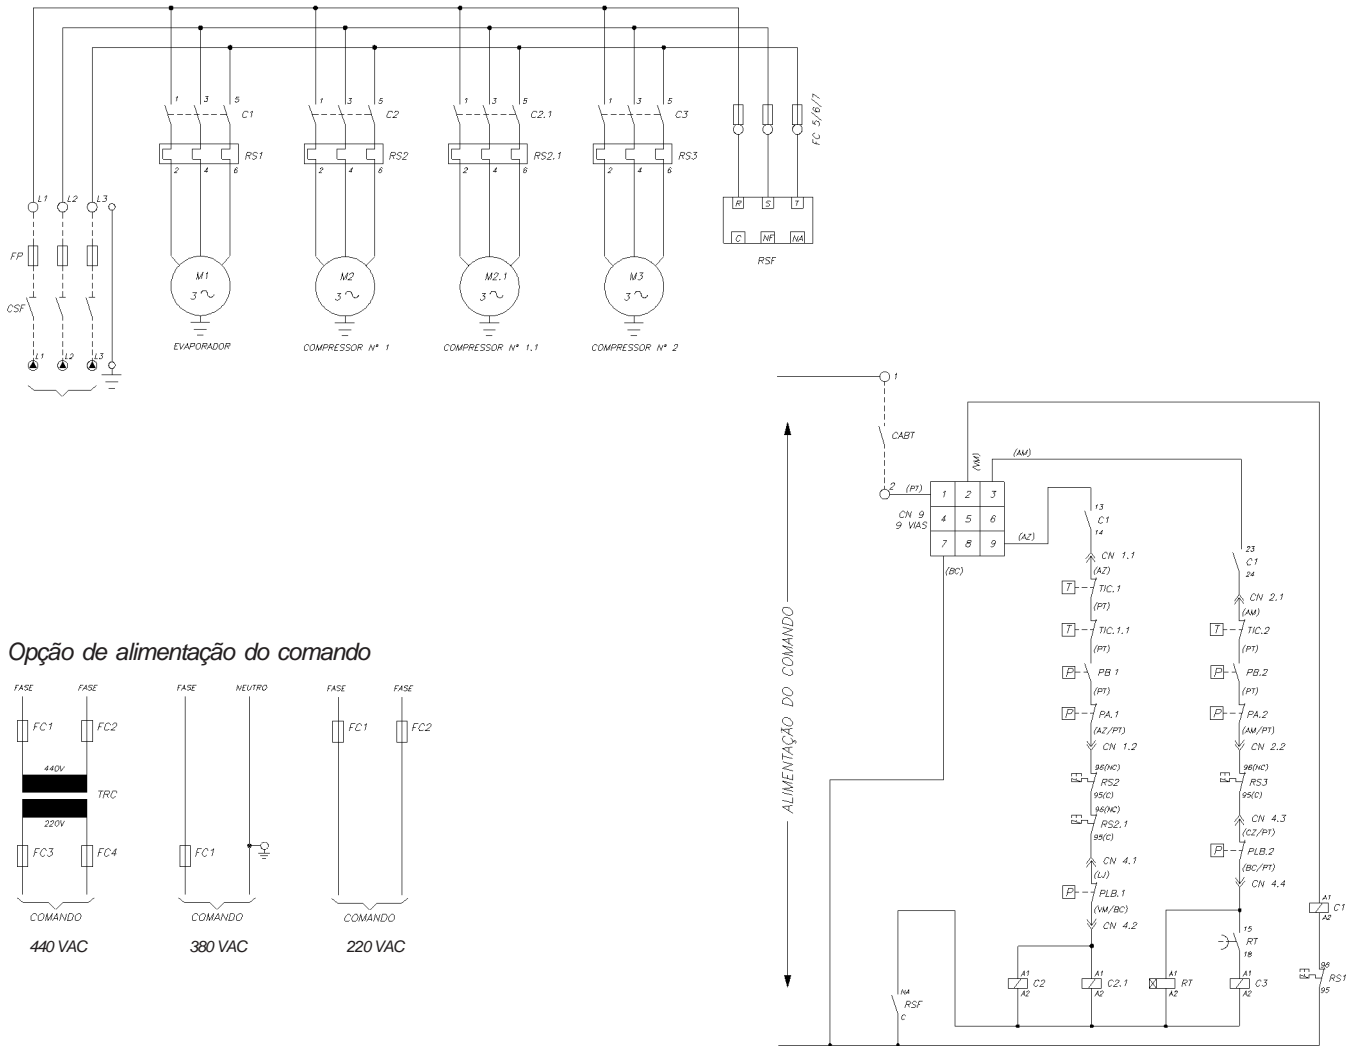 1 3 5 C1
1 3 5 C2
1 3 5 C2.1
1 3 5 C3
FC 5/6/7
RS1
RS2
RS2.1
RS3
2 4 6
2 4 6
2 4 6
2 4 6
L1 L2 L3
R S T
C NF NA
RSF
FP
CSF
M1
3
M2
3
M2.1
3
M3
3
L1 L2 L3
EVAPORADOR
COMPRESSOR Nº 1
COMPRESSOR Nº 1.1
COMPRESSOR Nº 2
1
CABT
2
(PT)
(VM)
(AM)
1 2 3
4 5 6
7 8 9
CN 9
9 VIAS
(AZ)
(BC)
ALIMENTAÇÃO DO COMANDO
13
C1
14
CN 1.1
(AZ)
T TIC.1
(PT)
T TIC.1.1
(PT)
P PB.1
(PT)
P PA.1
(AZ/PT)
CN 1.2
96(NC)
RS2
95(C)
96(NC)
RS2.1
95(C)
CN 4.1
(LJ)
P PLB.1
(VM/BC)
CN 4.2
23
C1
24
CN 2.1
(AM)
T TIC.2
(PT)
P PB.2
(PT)
P PA.2
(AM/PT)
CN 2.2
96(NC)
RS3
95(C)
CN 4.3
(CZ/PT)
P PLB.2
(BC/PT)
CN 4.4
15
RT
18
A1
C1
A2
96
RS1
95
A1
C2
A2
A1
C2.1
A2
A1
RT
A2
A1
C3
A2
NA
RSF
C
Opção de alimentação do comando
FASE FASE
FC1 FC2
440V
TRC
220V
FC3 FC4
COMANDO
440 VAC
FASE NEUTRO
FC1
COMANDO
380 VAC
FASE FASE
FC1 FC2
COMANDO
220 VAC